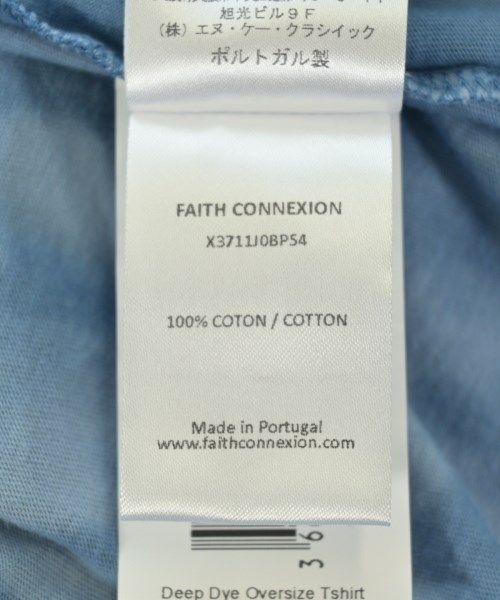 旭光ビル9F
(株)エヌ・ケー・クラシイック
ポルトガル製
FAITH CONNEXION
X3711J0BP54
100% COTON / COTTON
Made in Portugal
www.faithconnexion.com
3 6
Deep Dye Oversize Tshirt